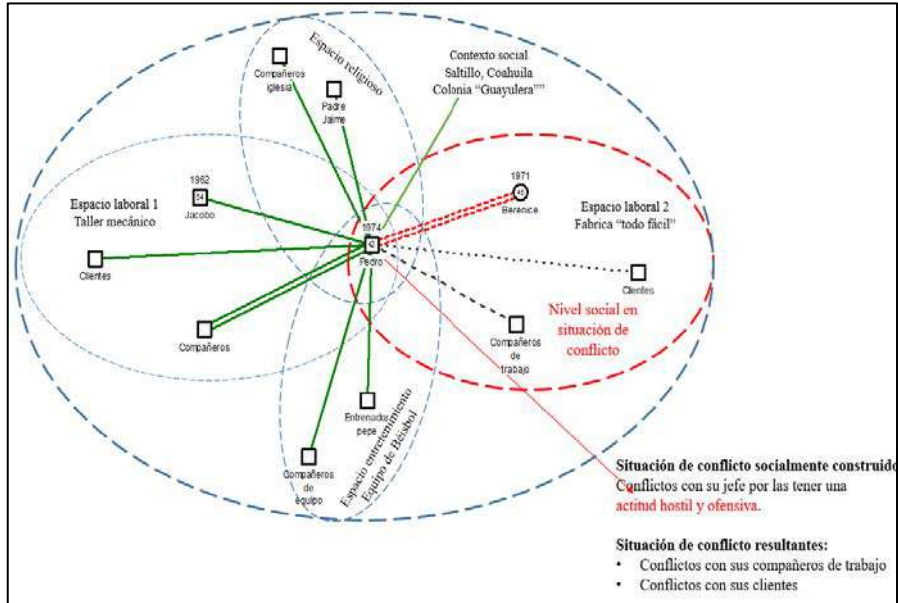 Espacio religioso
Compañeros
iglesia
Padre
Jaime
Contexto social
Saltillo, Coahuila
Colonia "Guayulera""
1962
54
Jacobo
Espacio laboral 1
Taller mecánico
Clientes
Compañeros
1974
42
Pedro
1971
45
Berenice
Espacio laboral 2
Fabrica "todo fácil"
Clientes
Compañeros
de
trabajo
Nivel social en
situación de
conflicto
Entrenador
pepe
Compañeros
de
equipo
Espacio entretenimiento
Equipo de Béisbol
Situación de conflicto socialmente construido
Conflictos con su jefe por las tener una
actitud hostil y ofensiva.
Situación de conflicto resultantes:
• Conflictos con sus compañeros de trabajo
• Conflictos con sus clientes